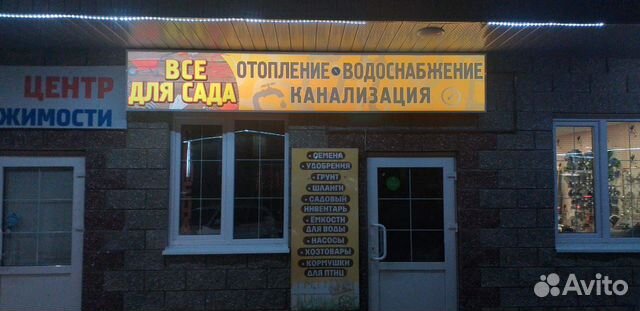 ЦЕНТР
ЖИМОСТИ
ВСЕ
ДЛЯ САДА
ОТОПЛЕНИЕ • ВОДОСНАБЖЕНИЕ
КАНАЛИЗАЦИЯ
• СЕМЕНА
• УДОБРЕНИЯ
• ГРУНТ
• ШЛАНГИ
• САДОВЫЙ
ИНВЕНТАРЬ
• ЁМКОСТИ
ДЛЯ ВОДЫ
• НАСОСЫ
• ХОЗТОВАРЫ
• КОРМУШКИ
ДЛЯ ПТИЦ
Avito